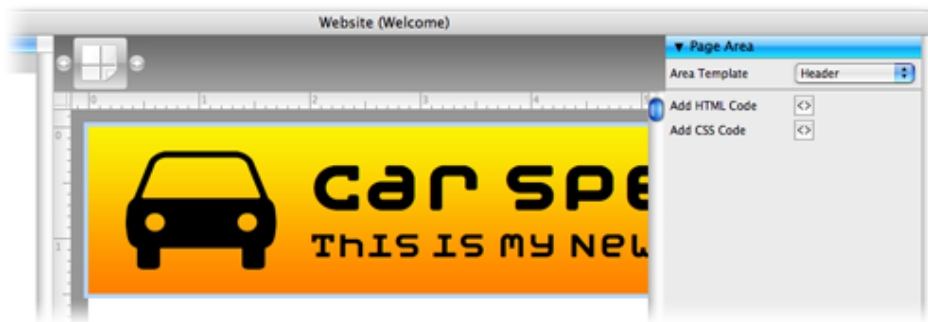 Website (Welcome)
▼ Page Area
Area Template Header
0 1 2 3 4
Add HTML Code <>
Add CSS Code <>
0
car spe
THIS IS MY NEW
1